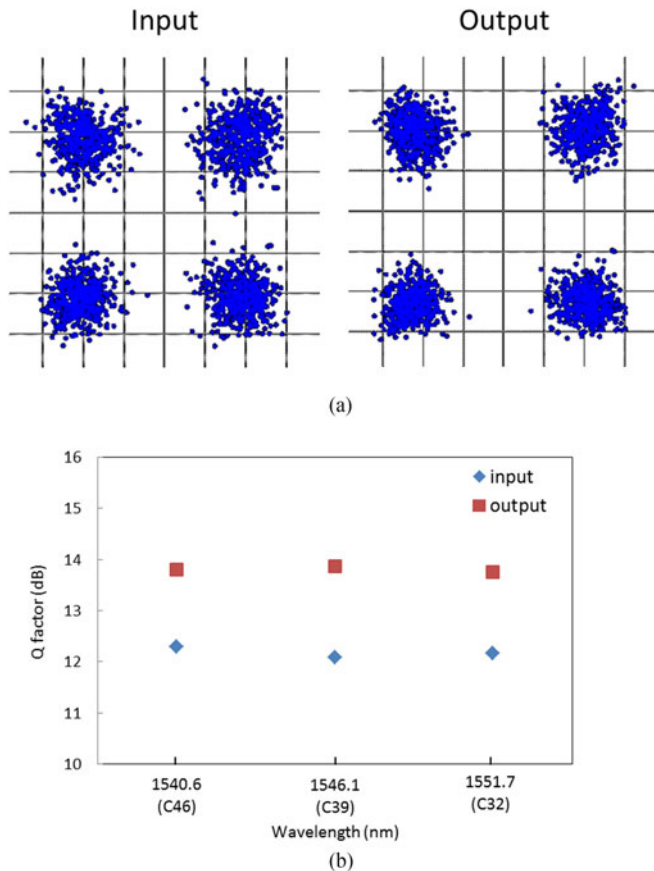 Input Output
(a)
16
15
14
13
12
11
10
Q factor (dB)
input
output
1540.6 1546.1 1551.7
(C46) (C39) (C32)
Wavelength (nm)
(b)